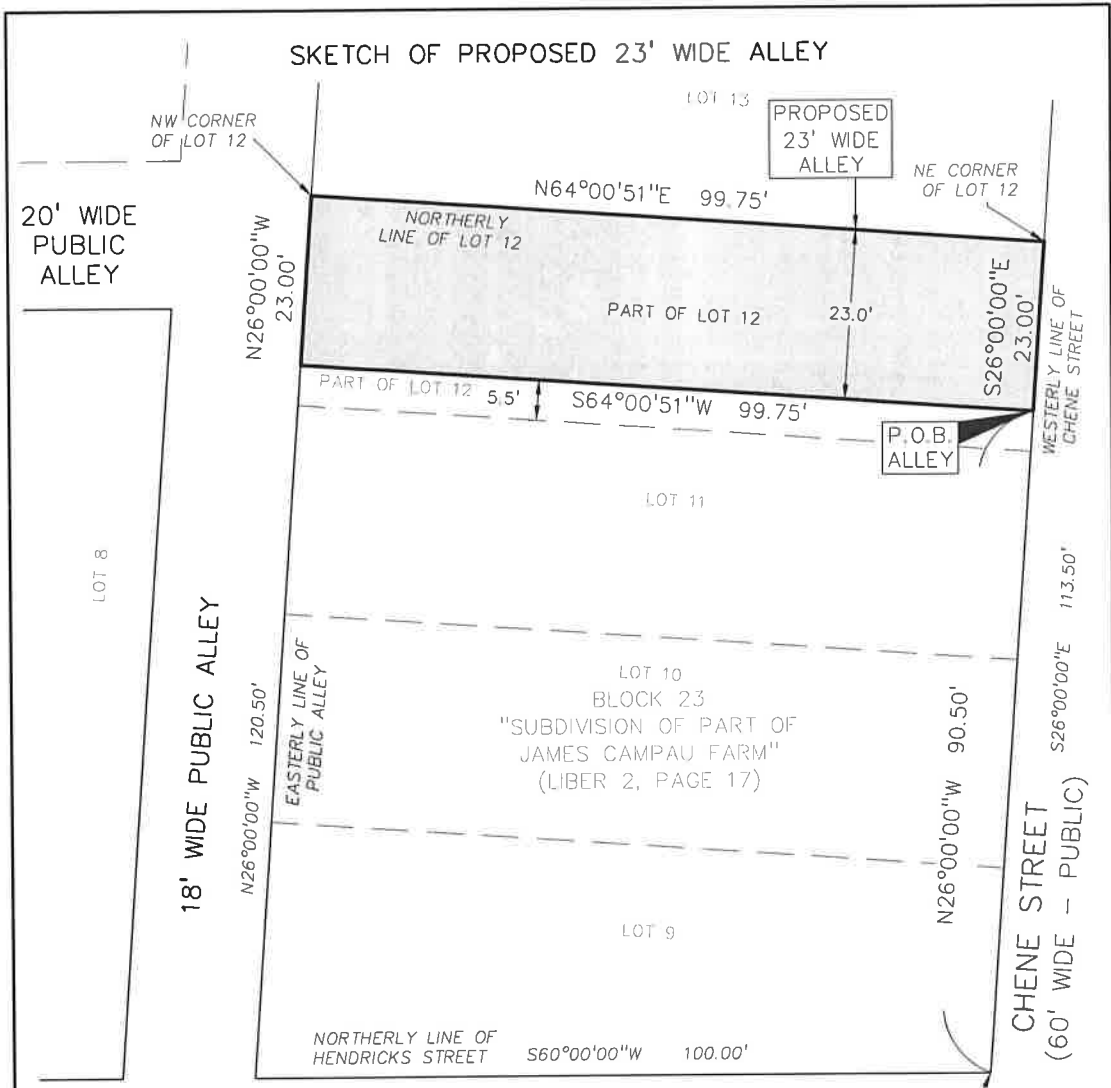 SKETCH OF PROPOSED 23' WIDE ALLEY
LOT 13
NW CORNER
OF LOT 12
PROPOSED
23' WIDE
ALLEY
NE CORNER
OF LOT 12
N64°00'51"E 99.75'
20' WIDE
PUBLIC
ALLEY
NORTHERLY
LINE OF LOT 12
N26°00'00"W
23.00'
PART OF LOT 12
23.0'
S26°00'00"E
23.00'
WESTERLY LINE OF
CHENE STREET
PART OF LOT 12
5.5'
S64°00'51"W 99.75'
P.O.B.
ALLEY
LOT 11
LOT 8
18' WIDE PUBLIC ALLEY
N26°00'00"W 120.50'
EASTERLY LINE OF
PUBLIC ALLEY
LOT 10
BLOCK 23
"SUBDIVISION OF PART OF
JAMES CAMPAU FARM"
(LIBER 2, PAGE 17)
N26°00'00"W 90.50'
S26°00'00"E 113.50'
CHENE STREET
(60' WIDE - PUBLIC)
LOT 9
NORTHERLY LINE OF
HENDRICKS STREET S60°00'00"W 100.00'